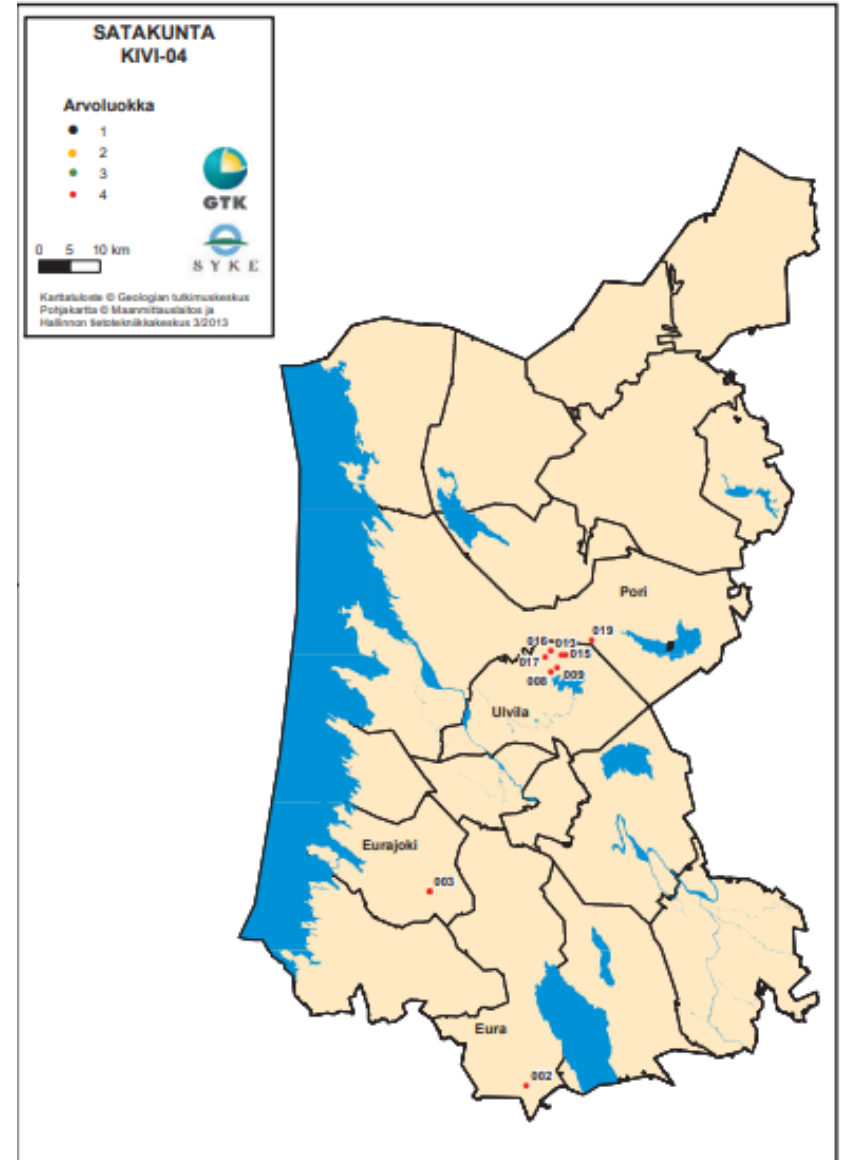 SATAKUNTA
KIVI-04
Arvoluokka
1
2
3
4
GTK
SYKE
0 5 10 km
Karttatuloste © Geologian tutkimuskeskus
Pohjakartta © Maanmittauslaitos ja
Hallinnon tietotekniikkakeskus 3/2013
Pori
019
016 013
017 015
008 009
Ulvila
Eurajoki
003
Eura
002